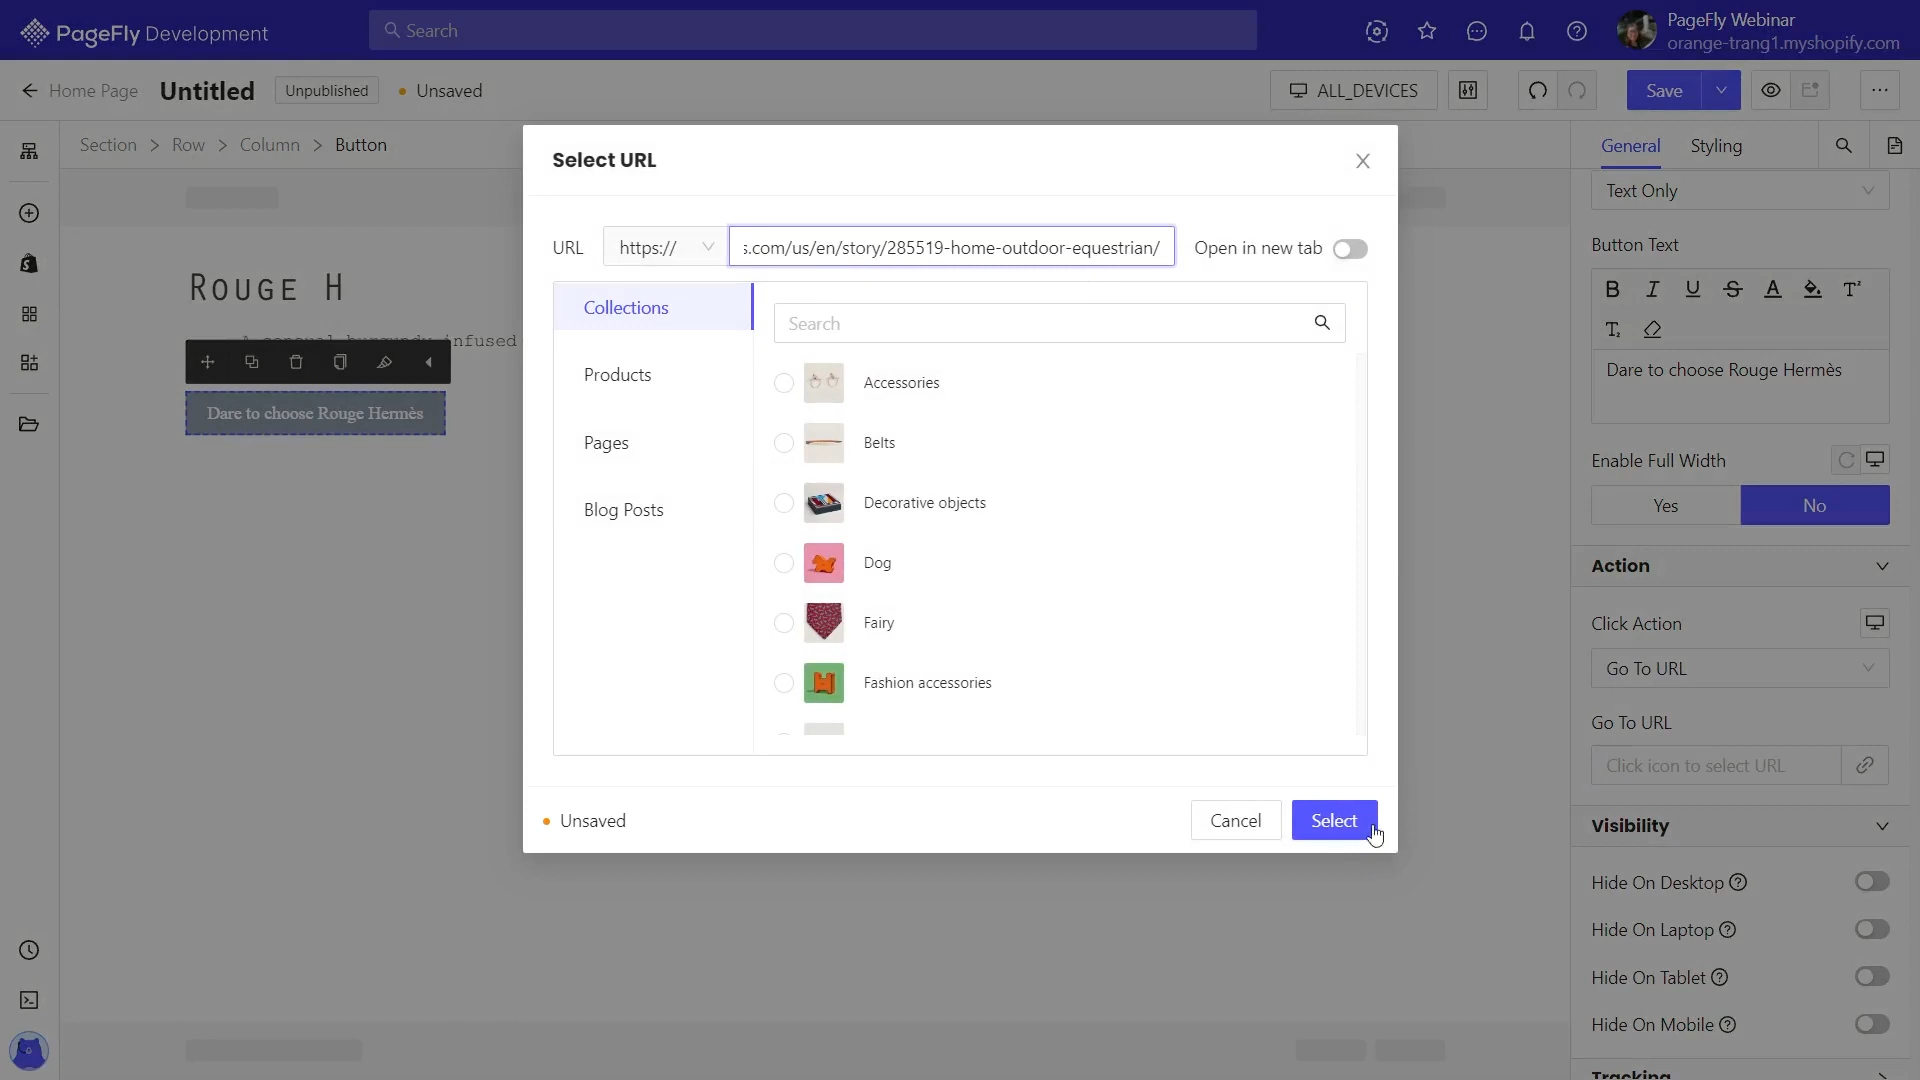 PageFly Development
Search
PageFly Webinar
orange-trang1.myshopify.com
Home Page
Untitled
Unpublished
Unsaved
ALL_DEVICES
Save
Section > Row > Column > Button
General
Styling
Select URL
URL
https://
s.com/us/en/story/285519-home-outdoor-equestrian/
Open in new tab
Collections
Products
Pages
Blog Posts
Search
Accessories
Belts
Decorative objects
Dog
Fairy
Fashion accessories
Unsaved
Cancel
Select
Rouge H
A sensual burgundy infused
Dare to choose Rouge Hermès
Text Only
Button Text
Dare to choose Rouge Hermès
Enable Full Width
Yes
No
Action
Click Action
Go To URL
Go To URL
Click icon to select URL
Visibility
Hide On Desktop
Hide On Laptop
Hide On Tablet
Hide On Mobile
Tracking